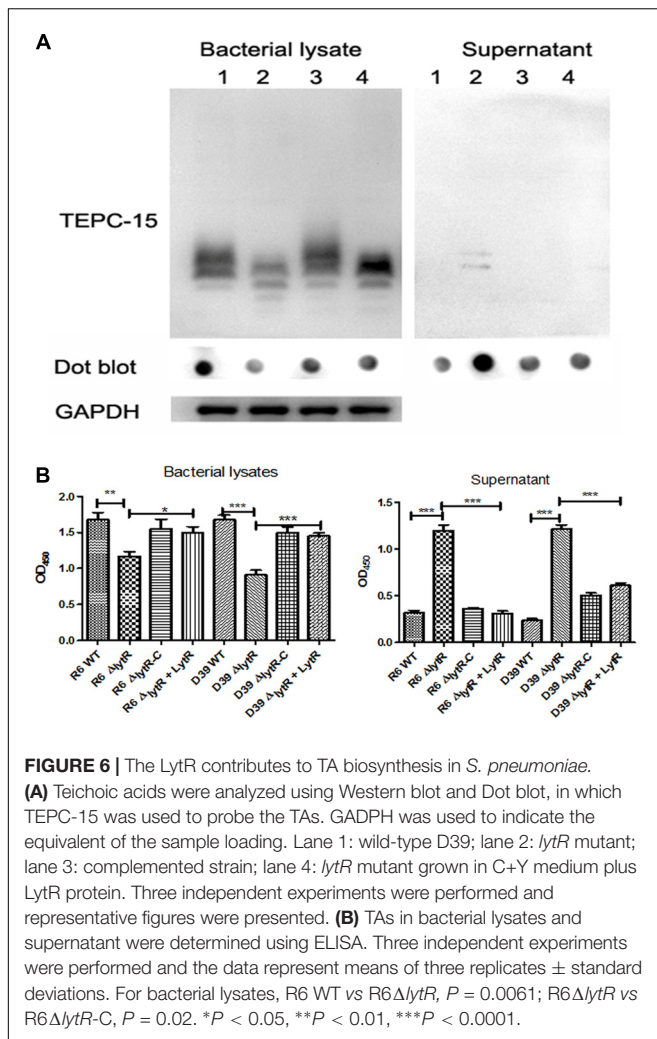 A
Bacterial lysate
Supernatant
1 2 3 4
1 2 3 4
TEPC-15
Dot blot
GAPDH
B
Bacterial lysates
OD450
2.0
1.5
1.0
0.5
0.0
** * *** ***
R6 WT
R6 ΔlytR
R6 ΔlytR-C
R6 ΔlytR + LytR
D39 WT
D39 ΔlytR
D39 ΔlytR-C
D39 ΔlytR + LytR
Supernatant
OD450
1.5
1.0
0.5
0.0
*** *** *** ***
R6 WT
R6 ΔlytR
R6 ΔlytR-C
R6 ΔlytR + LytR
D39 WT
D39 ΔlytR
D39 ΔlytR-C
D39 ΔlytR + LytR
FIGURE 6 | The LytR contributes to TA biosynthesis in S. pneumoniae.
(A) Teichoic acids were analyzed using Western blot and Dot blot, in which
TEPC-15 was used to probe the TAs. GADPH was used to indicate the
equivalent of the sample loading. Lane 1: wild-type D39; lane 2: lytR mutant;
lane 3: complemented strain; lane 4: lytR mutant grown in C+Y medium plus
LytR protein. Three independent experiments were performed and
representative figures were presented. (B) TAs in bacterial lysates and
supernatant were determined using ELISA. Three independent experiments
were performed and the data represent means of three replicates ± standard
deviations. For bacterial lysates, R6 WT vs R6ΔlytR, P = 0.0061; R6ΔlytR vs
R6ΔlytR-C, P = 0.02. *P < 0.05, **P < 0.01, ***P < 0.0001.